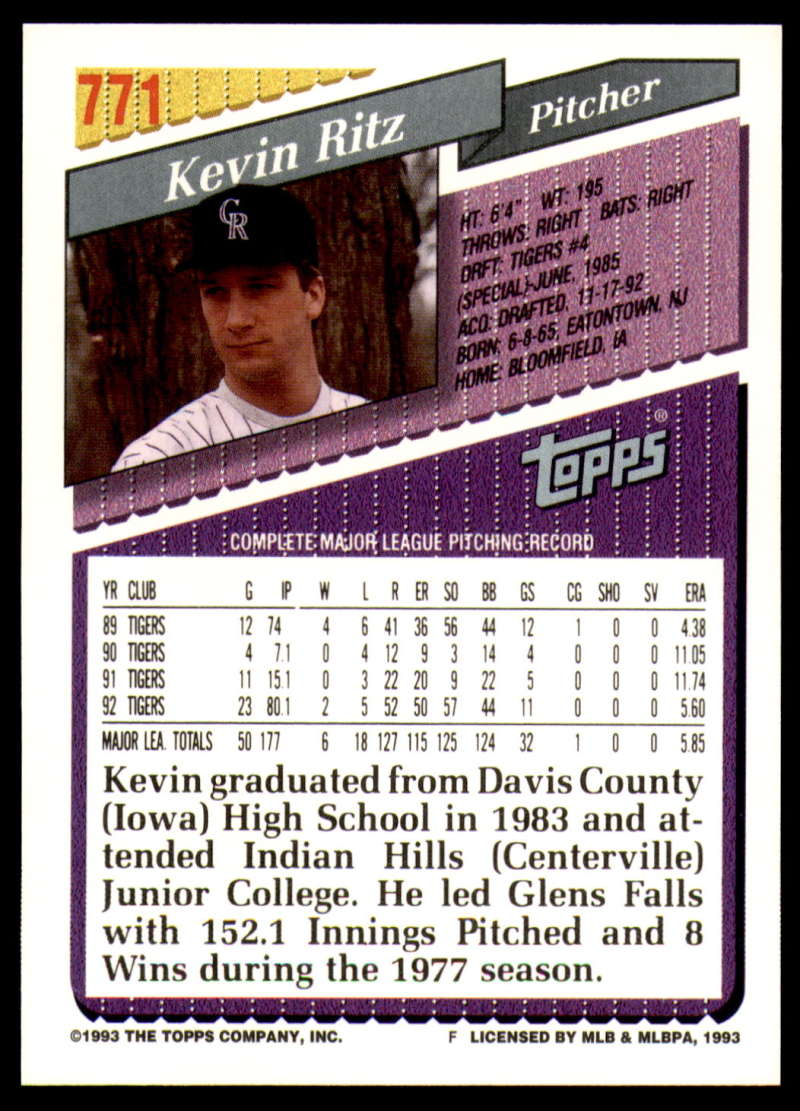 771
Kevin Ritz
Pitcher
CR
HT: 6'4" WT: 195
THROWS: RIGHT BATS: RIGHT
DRFT: TIGERS #4
(SPECIAL)-JUNE, 1985
ACQ: DRAFTED, 11-17-92
BORN: 6-8-65, EATONTOWN, NJ
HOME: BLOOMFIELD, IA
Topps®
COMPLETE MAJOR LEAGUE PITCHING RECORD
YR CLUB G IP W L R ER SO BB GS CG SHO SV ERA
89 TIGERS 12 74 4 6 41 36 56 44 12 1 0 0 4.38
90 TIGERS 4 7.1 0 4 12 9 3 14 4 0 0 0 11.05
91 TIGERS 11 15.1 0 3 22 20 9 22 5 0 0 0 11.74
92 TIGERS 23 80.1 2 5 52 50 57 44 11 0 0 0 5.60
MAJOR LEA. TOTALS 50 177 6 18 127 115 125 124 32 1 0 0 5.85
Kevin graduated from Davis County
(Iowa) High School in 1983 and at-
tended Indian Hills (Centerville)
Junior College. He led Glens Falls
with 152.1 Innings Pitched and 8
Wins during the 1977 season.
©1993 THE TOPPS COMPANY, INC.
F LICENSED BY MLB & MLBPA, 1993